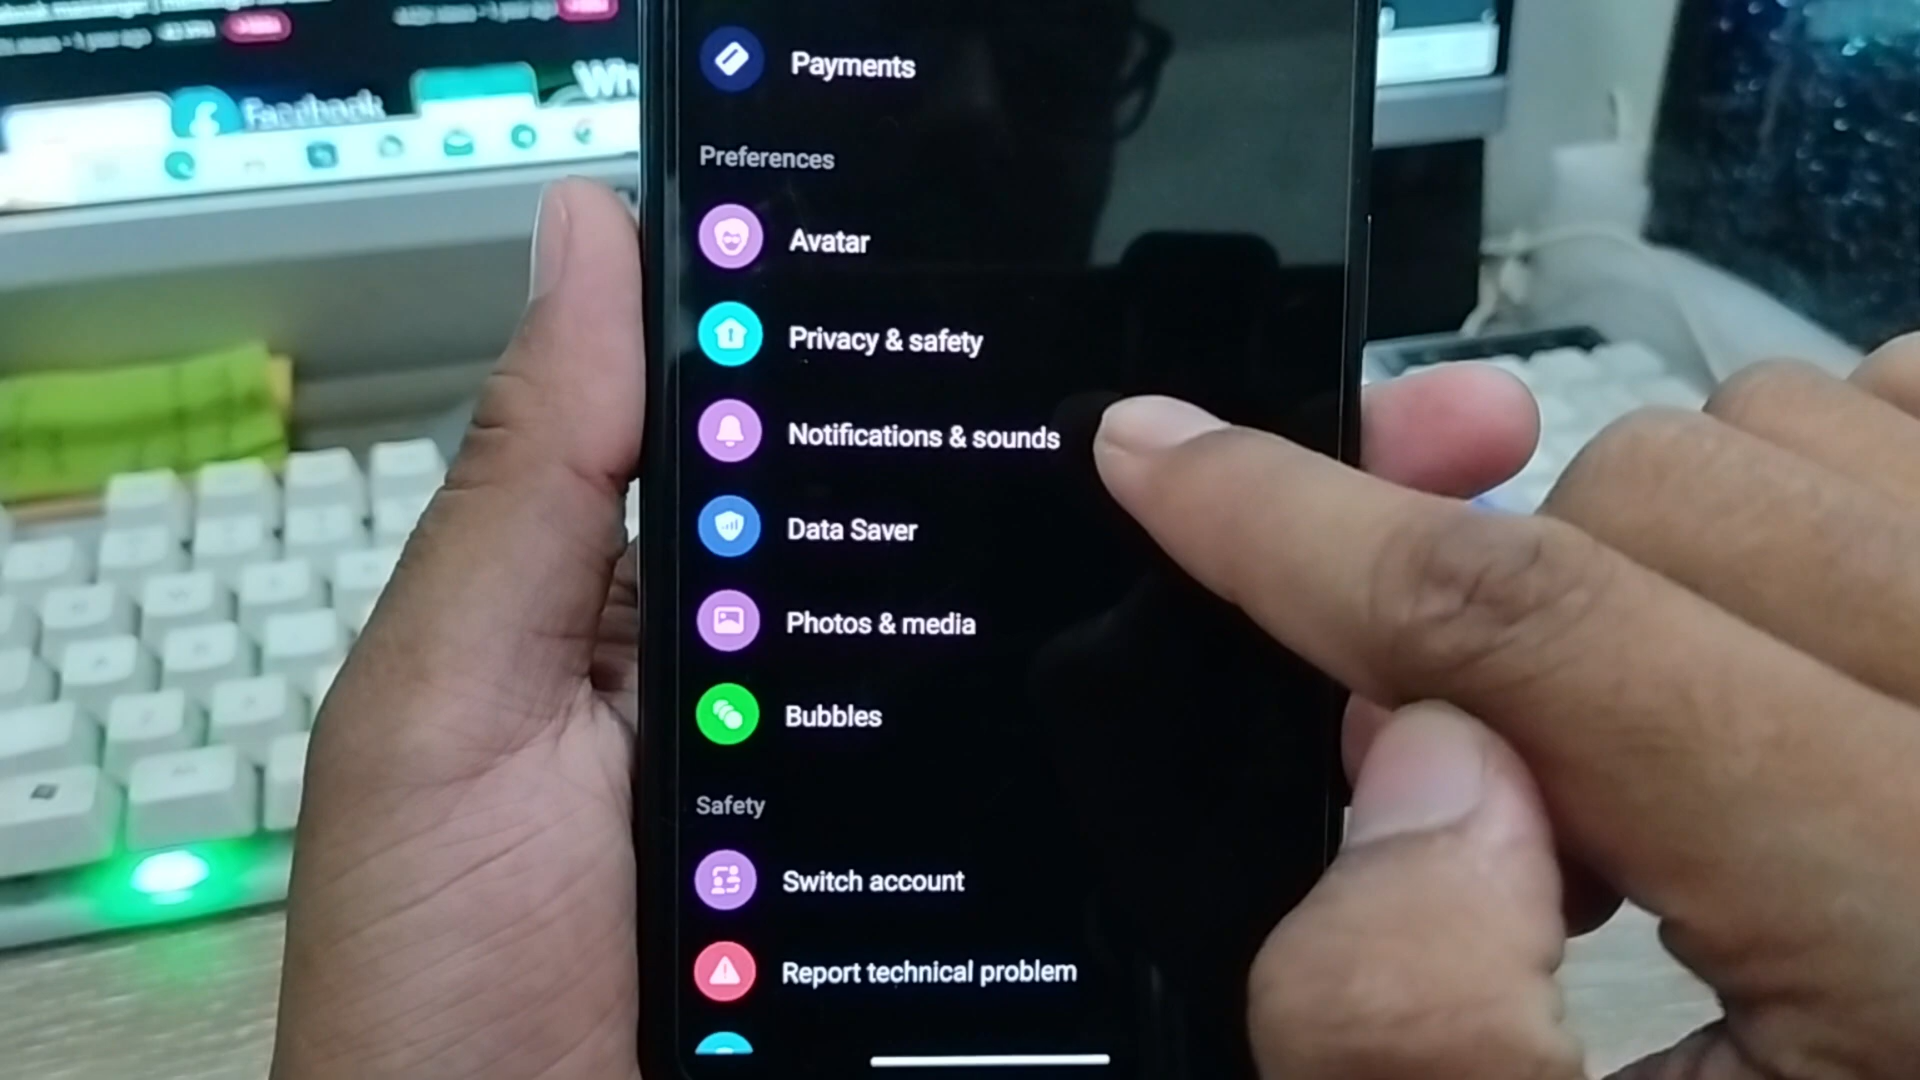 Facebook
Wh
Payments
Preferences
Avatar
Privacy & safety
Notifications & sounds
Data Saver
Photos & media
Bubbles
Safety
Switch account
Report technical problem